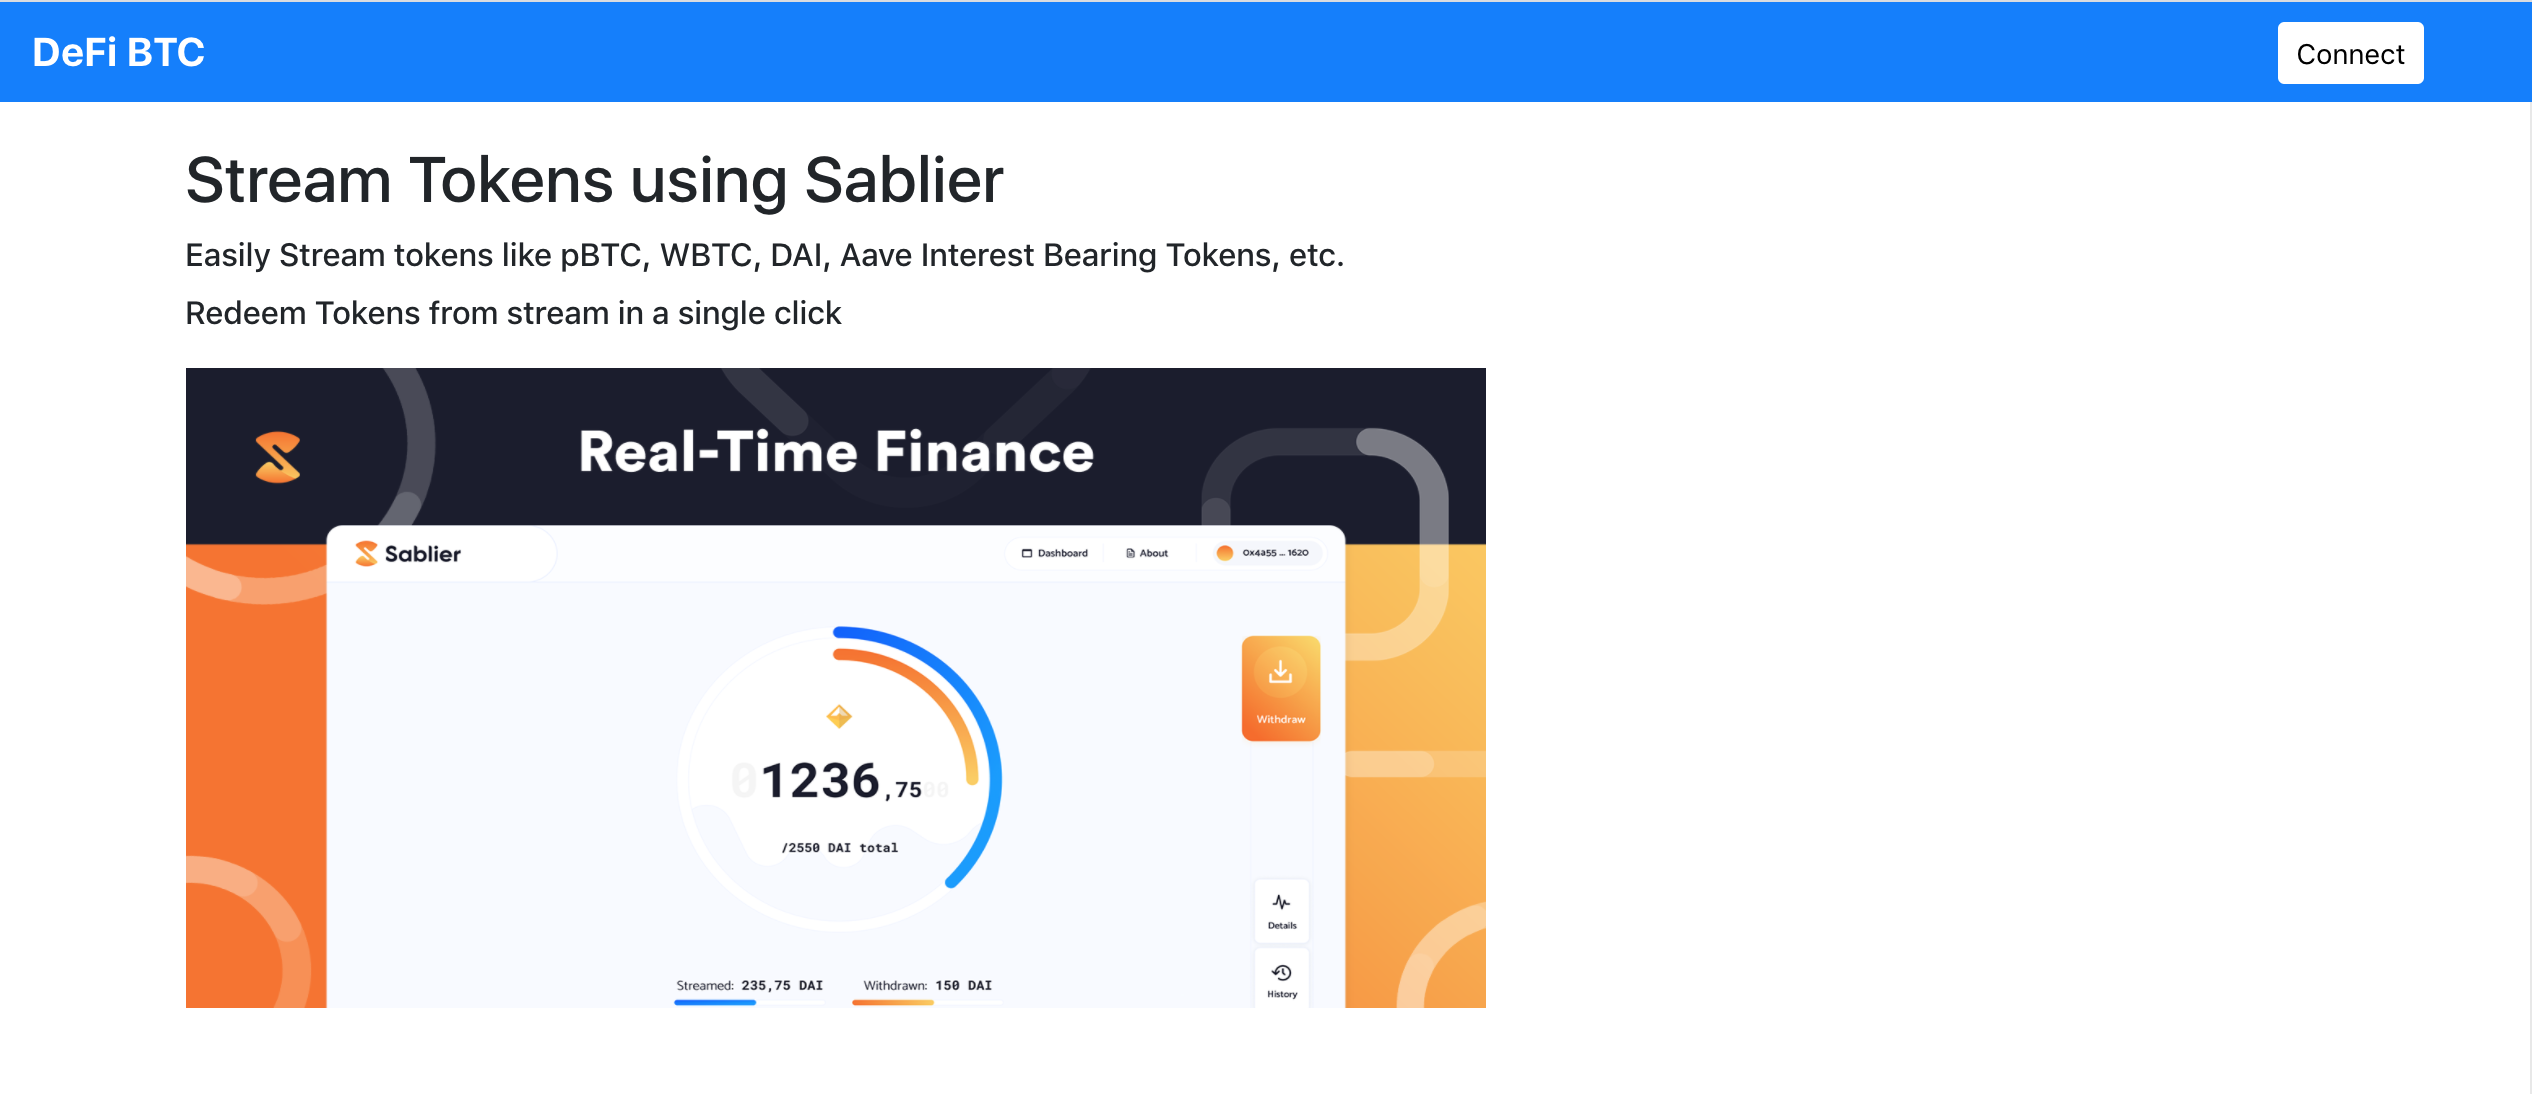 DeFi BTC
Connect
Stream Tokens using Sablier
Easily Stream tokens like pBTC, WBTC, DAI, Aave Interest Bearing Tokens, etc.
Redeem Tokens from stream in a single click
Real-Time Finance
Sablier
Dashboard
About
0x4a55 ... 1620
Withdraw
01236,7500
/2550 DAI total
Details
Streamed: 235,75 DAI
Withdrawn: 150 DAI
History